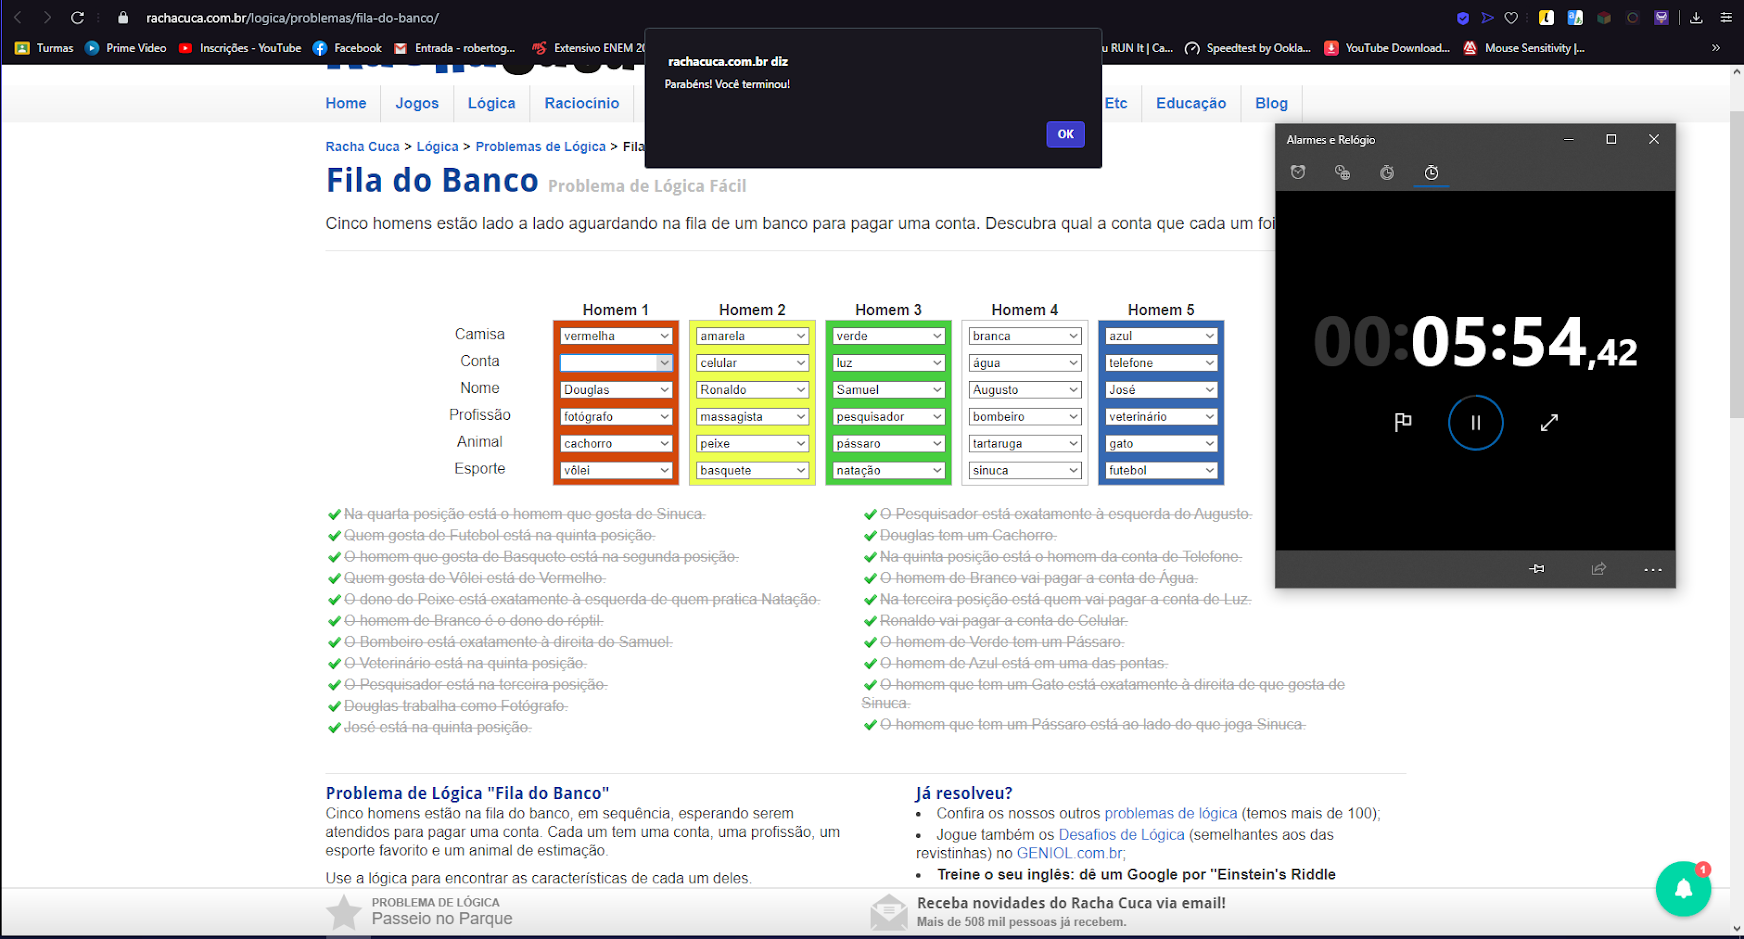 rachacuca.com.br/logica/problemas/fila-do-banco/
Turmas
Prime Video
Inscrições - YouTube
Facebook
Entrada - robertog...
Extensivo ENEM 20
u RUN It | Ca...
Speedtest by Ookla...
YouTube Download...
Mouse Sensitivity |...
»
rachacuca.com.br diz
Parabéns! Você terminou!
OK
Home
Jogos
Lógica
Raciocínio
Etc
Educação
Blog
Racha Cuca > Lógica > Problemas de Lógica > Fila
Fila do Banco Problema de Lógica Fácil
Cinco homens estão lado a lado aguardando na fila de um banco para pagar uma conta. Descubra qual a conta que cada um foi
Homem 1 Homem 2 Homem 3 Homem 4 Homem 5
Camisa vermelha amarela verde branca azul
Conta celular luz água telefone
Nome Douglas Ronaldo Samuel Augusto José
Profissão fotógrafo massagista pesquisador bombeiro veterinário
Animal cachorro peixe pássaro tartaruga gato
Esporte vôlei basquete natação sinuca futebol
Na quarta posição está o homem que gosta de Sinuca.
Quem gosta de Futebol está na quinta posição.
O homem que gosta de Basquete está na segunda posição.
Quem gosta de Vôlei está de Vermelho.
O dono do Peixe está exatamente à esquerda de quem pratica Natação.
O homem de Branco é o dono do réptil.
O Bombeiro está exatamente à direita do Samuel.
O Veterinário está na quinta posição.
O Pesquisador está na terceira posição.
Douglas trabalha como Fotógrafo.
José está na quinta posição.
O Pesquisador está exatamente à esquerda do Augusto.
Douglas tem um Cachorro.
Na quinta posição está o homem da conta de Telefone.
O homem de Branco vai pagar a conta de Água.
Na terceira posição está quem vai pagar a conta de Luz.
Ronaldo vai pagar a conta de Celular.
O homem de Verde tem um Pássaro.
O homem de Azul está em uma das pontas.
O homem que tem um Gato está exatamente à direita de que gosta de
Sinuca.
O homem que tem um Pássaro está ao lado do que joga Sinuca.
Problema de Lógica "Fila do Banco"
Cinco homens estão na fila do banco, em sequência, esperando serem
atendidos para pagar uma conta. Cada um tem uma conta, uma profissão, um
esporte favorito e um animal de estimação.
Use a lógica para encontrar as características de cada um deles.
Já resolveu?
Confira os nossos outros problemas de lógica (temos mais de 100);
Jogue também os Desafios de Lógica (semelhantes aos das
revistinhas) no GENIOL.com.br;
Treine o seu inglês: dê um Google por "Einstein's Riddle
PROBLEMA DE LÓGICA
Passeio no Parque
Receba novidades do Racha Cuca via email!
Mais de 508 mil pessoas já recebem.
1
Alarmes e Relógio
00:05:54,42